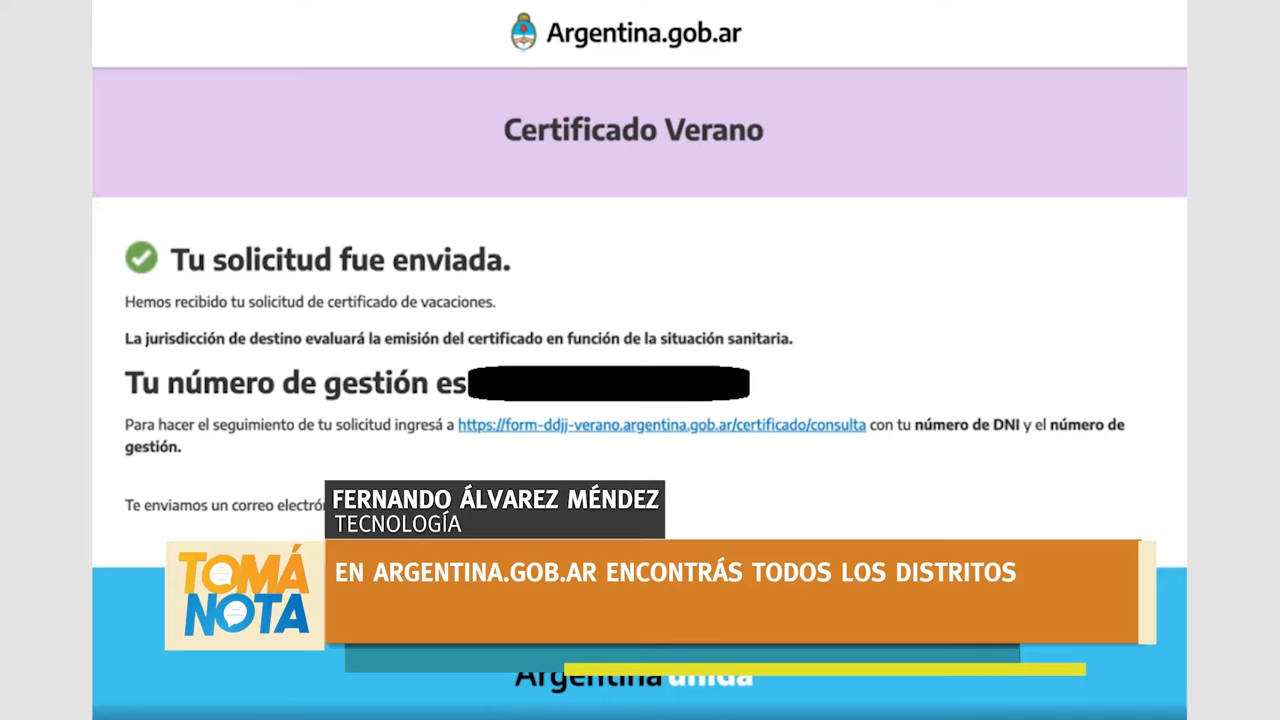 Argentina.gob.ar
Certificado Verano
Tu solicitud fue enviada.
Hemos recibido tu solicitud de certificado de vacaciones.
La jurisdicción de destino evaluará la emisión del certificado en función de la situación sanitaria.
Tu número de gestión es
Para hacer el seguimiento de tu solicitud ingresá a https://form-ddjj-verano.argentina.gob.ar/certificado/consulta con tu número de DNI y el número de
gestión.
Te enviamos un correo
FERNANDO ÁLVAREZ MÉNDEZ
TECNOLOGÍA
TOMÁ
NOTA
EN ARGENTINA.GOB.AR ENCONTRÁS TODOS LOS DISTRITOS
Argentina unida